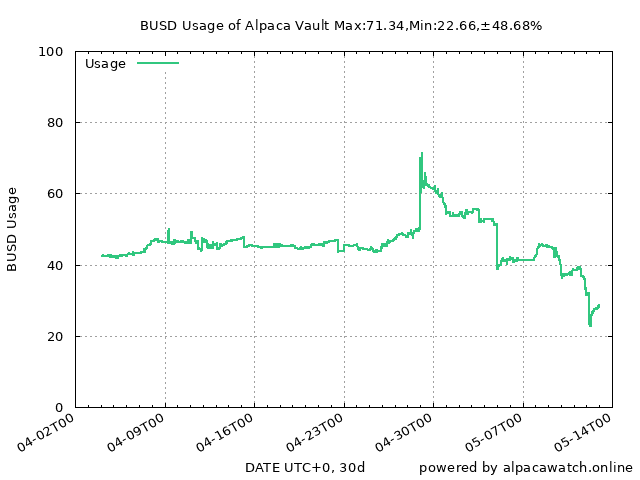 BUSD Usage of Alpaca Vault Max:71.34,Min:22.66,±48.68%
Usage
100
80
60
40
20
0
BUSD Usage
04-02T00
04-09T00
04-16T00
04-23T00
04-30T00
05-07T00
05-14T00
DATE UTC+0, 30d
powered by alpacawatch.online